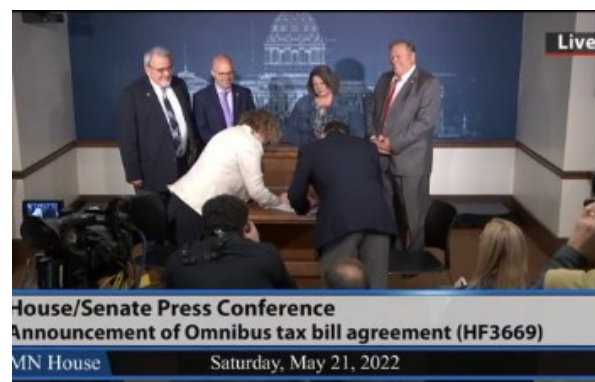 Live
House/Senate Press Conference
Announcement of Omnibus tax bill agreement (HF3669)
MN House
Saturday, May 21, 2022